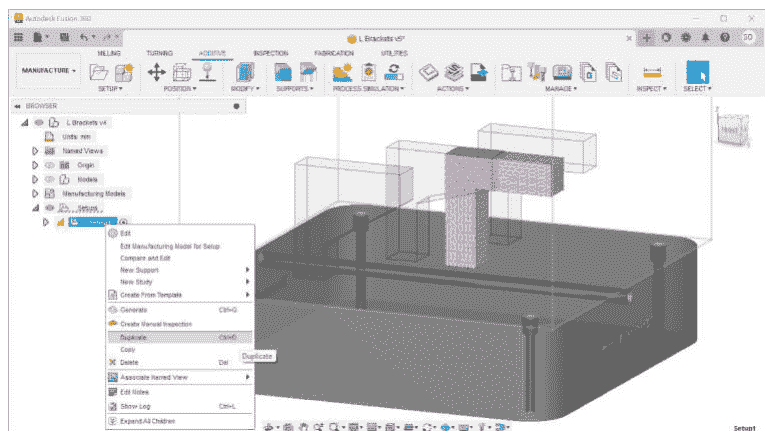 Autodesk Fusion 360
L Brackets v5*
MILLING TURNING ADDITIVE INSPECTION FABRICATION UTILITIES
MANUFACTURE
SETUP POSITION MODIFY SUPPORTS PROCESS SIMULATION ACTIONS MANAGE INSPECT SELECT
BROWSER
L Brackets v4
Units: mm
Named Views
Origin
Models
Manufacturing Models
Setups
Edit
Edit Manufacturing Model for Setup
Compare and Edit
New Support
New Study
Create From Template
Generate Ctrl+G
Create Manual Inspection
Duplicate Ctrl+D
Duplicate
Copy
Delete Del
Associate Named View
Edit Notes
Show Log Ctrl+L
Expand All Children
FRONT
Setup1